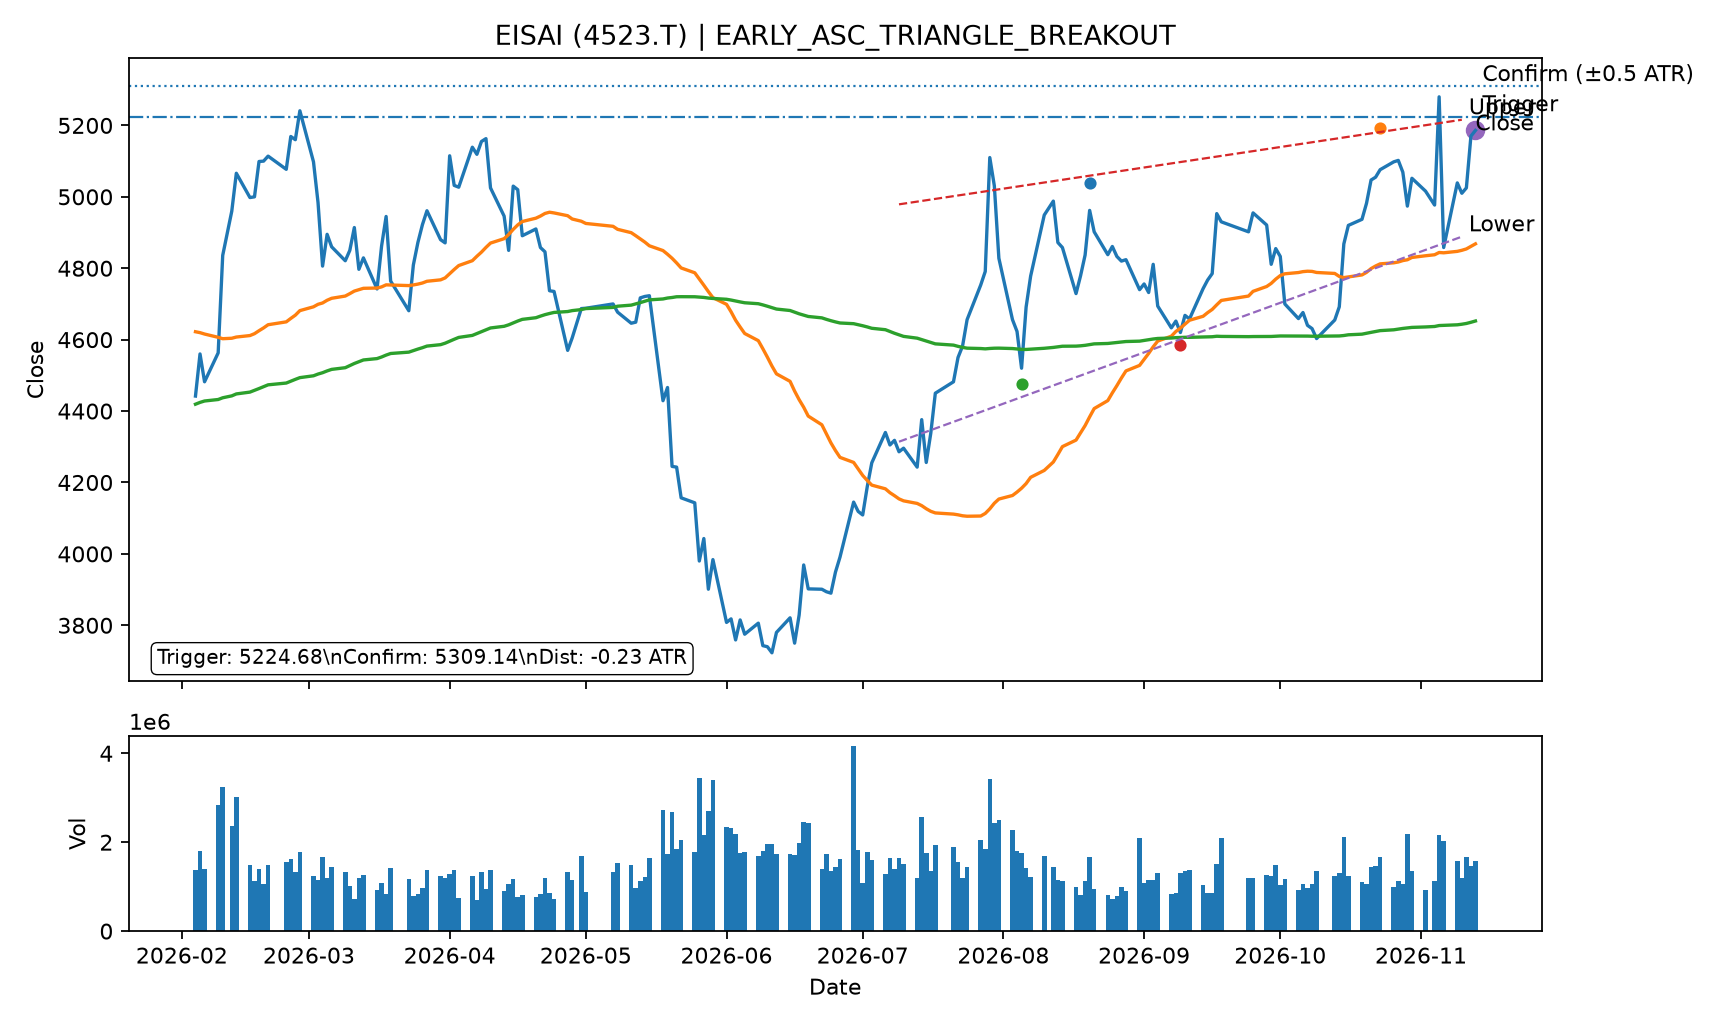 EISAI (4523.T) | EARLY_ASC_TRIANGLE_BREAKOUT
Confirm (±0.5 ATR)
Trigger
Upper
Close
Lower
Close
5200
5000
4800
4600
4400
4200
4000
3800
Trigger: 5224.68\nConfirm: 5309.14\nDist: -0.23 ATR
1e6
Vol
4
2
0
2026-02 2026-03 2026-04 2026-05 2026-06 2026-07 2026-08 2026-09 2026-10 2026-11
Date